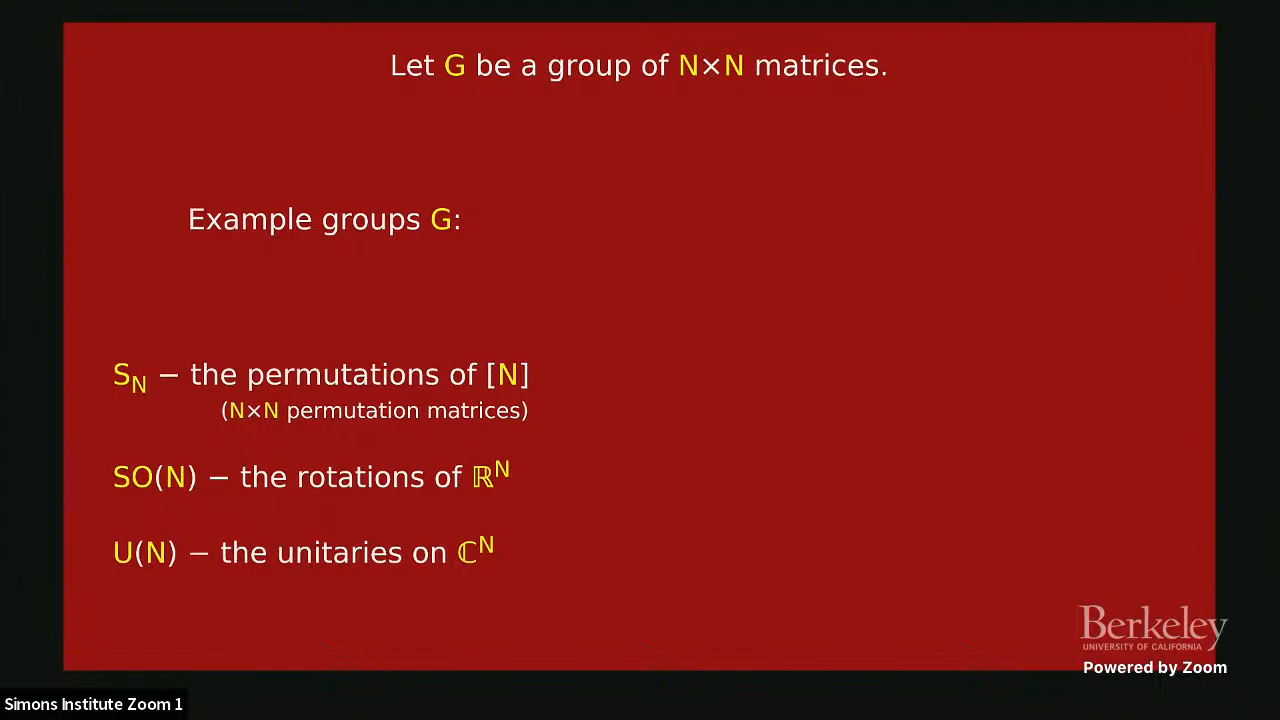 Let G be a group of N×N matrices.
Example groups G:
S_N − the permutations of [N]
(N×N permutation matrices)
SO(N) − the rotations of ℝ^N
U(N) − the unitaries on ℂ^N
Berkeley
UNIVERSITY OF CALIFORNIA
Powered by Zoom
Simons Institute Zoom 1